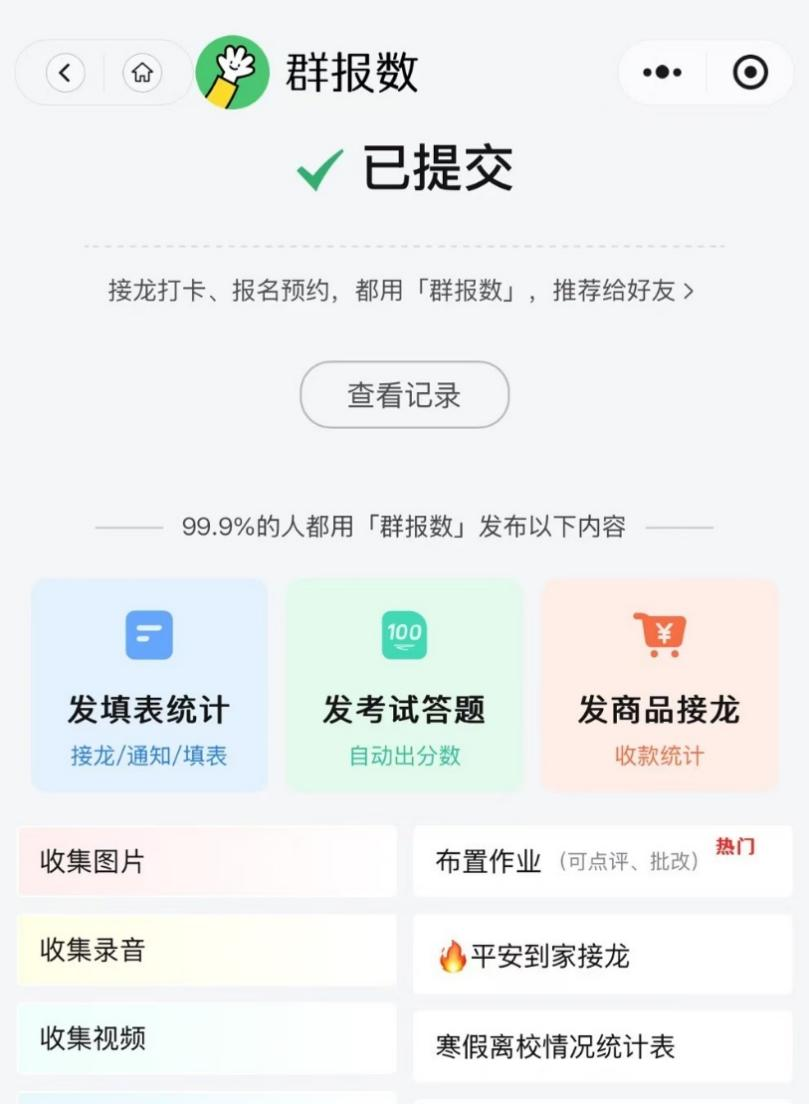 群报数
已提交
接龙打卡、报名预约，都用「群报数」，推荐给好友 >
查看记录
99.9%的人都用「群报数」发布以下内容
100
¥
发填表统计
发考试答题
发商品接龙
接龙/通知/填表
自动出分数
收款统计
收集图片
布置作业（可点评、批改）
热门
收集录音
🔥平安到家接龙
收集视频
寒假离校情况统计表